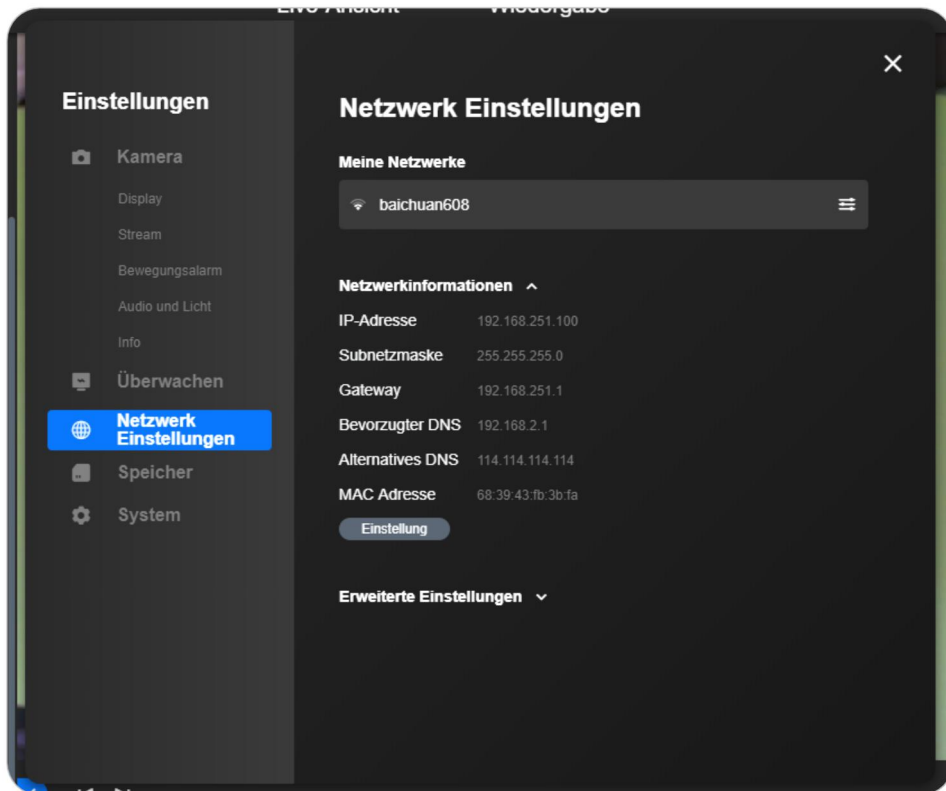 Live-Ansicht Wiedergabe
Einstellungen
Kamera
Display
Stream
Bewegungsalarm
Audio und Licht
Info
Überwachen
Netzwerk
Einstellungen
Speicher
System
Netzwerk Einstellungen
Meine Netzwerke
baichuan608
Netzwerkinformationen
IP-Adresse 192.168.251.100
Subnetzmaske 255.255.255.0
Gateway 192.168.251.1
Bevorzugter DNS 192.168.2.1
Alternatives DNS 114.114.114.114
MAC Adresse 68:39:43:fb:3b:fa
Einstellung
Erweiterte Einstellungen